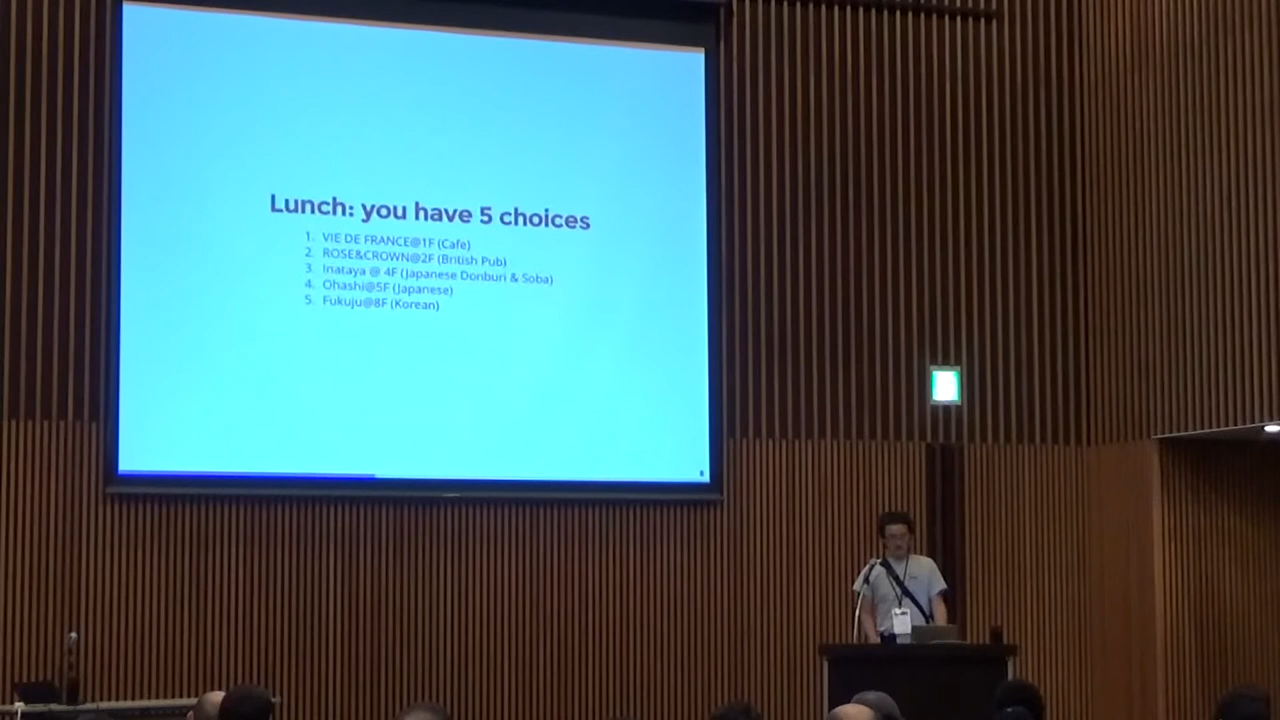 Lunch: you have 5 choices
1. VIE DE FRANCE@1F (Cafe)
2. ROSE&CROWN@2F (British Pub)
3. Inataya @ 4F (Japanese Donburi & Soba)
4. Ohashi@5F (Japanese)
5. Fukuju@8F (Korean)
8